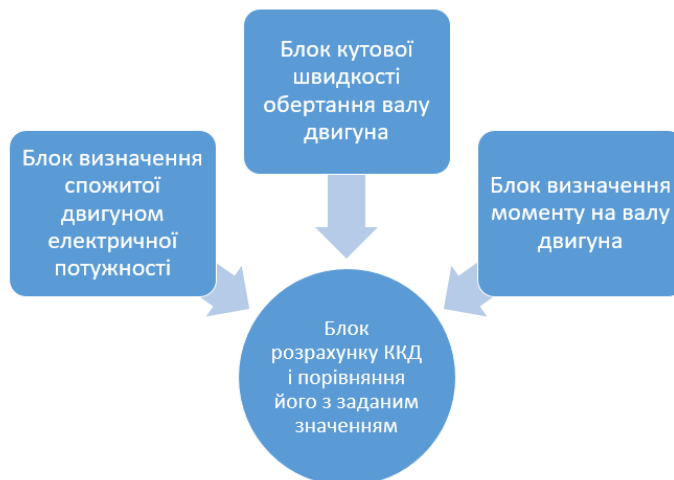 Блок кутової
швидкості
обертання валу
двигуна
Блок визначення
спожитої
двигуном
електричної
потужності
Блок визначення
моменту на валу
двигуна
Блок
розрахунку ККД
і порівняння
його з заданим
значенням